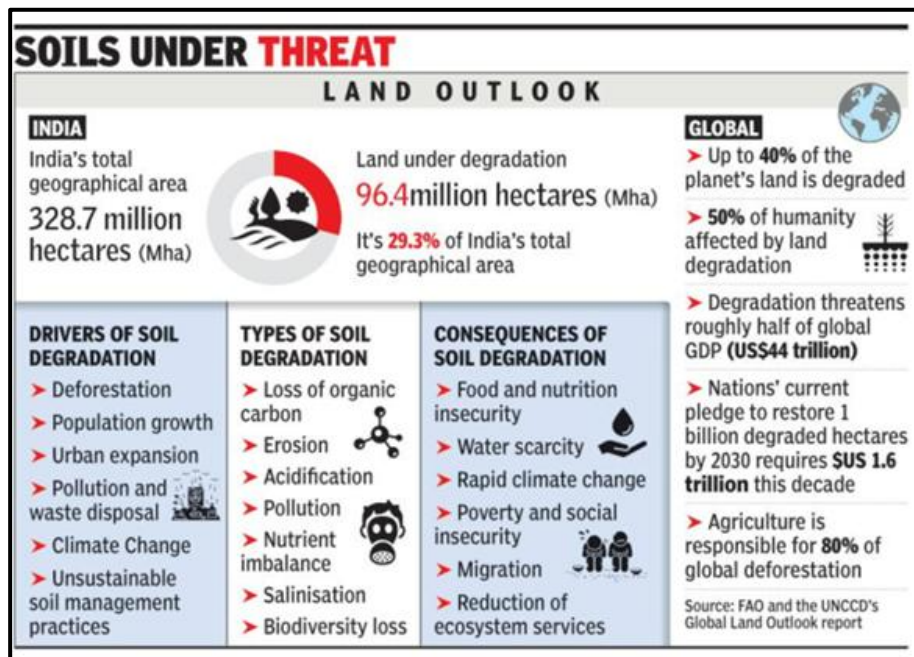 SOILS UNDER THREAT
LAND OUTLOOK
INDIA
India's total
geographical area
328.7 million
hectares (Mha)
Land under degradation
96.4million hectares (Mha)
It's 29.3% of India's total
geographical area
DRIVERS OF SOIL
DEGRADATION
➤ Deforestation
➤ Population growth
➤ Urban expansion
➤ Pollution and
waste disposal
➤ Climate Change
➤ Unsustainable
soil management
practices
TYPES OF SOIL
DEGRADATION
➤ Loss of organic
carbon
➤ Erosion
➤ Acidification
➤ Pollution
➤ Nutrient
imbalance
➤ Salinisation
➤ Biodiversity loss
CONSEQUENCES OF
SOIL DEGRADATION
➤ Food and nutrition
insecurity
➤ Water scarcity
➤ Rapid climate change
➤ Poverty and social
insecurity
➤ Migration
➤ Reduction of
ecosystem services
GLOBAL
➤ Up to 40% of the
planet's land is degraded
➤ 50% of humanity
affected by land
degradation
➤ Degradation threatens
roughly half of global
GDP (US$44 trillion)
➤ Nations' current
pledge to restore 1
billion degraded hectares
by 2030 requires $US 1.6
trillion this decade
➤ Agriculture is
responsible for 80% of
global deforestation
Source: FAO and the UNCCD's
Global Land Outlook report